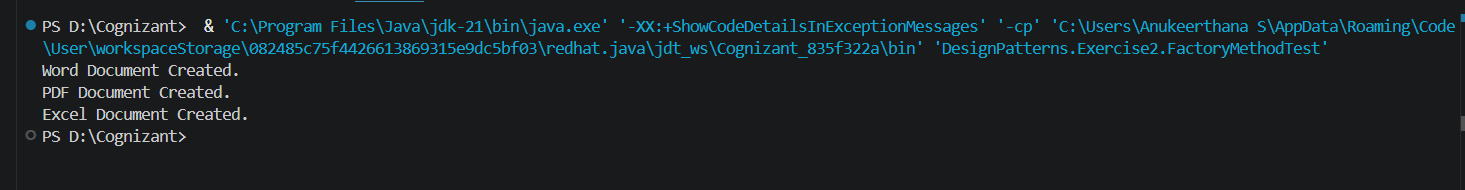 PS D:\Cognizant>  & 'C:\Program Files\Java\jdk-21\bin\java.exe' '-XX:+ShowCodeDetailsInExceptionMessages' '-cp' 'C:\Users\Anukeerthana S\AppData\Roaming\Code
\User\workspaceStorage\082485c75f4426613869315e9dc5bf03\redhat.java\jdt_ws\Cognizant_835f322a\bin' 'DesignPatterns.Exercise2.FactoryMethodTest'
Word Document Created.
PDF Document Created.
Excel Document Created.
PS D:\Cognizant>